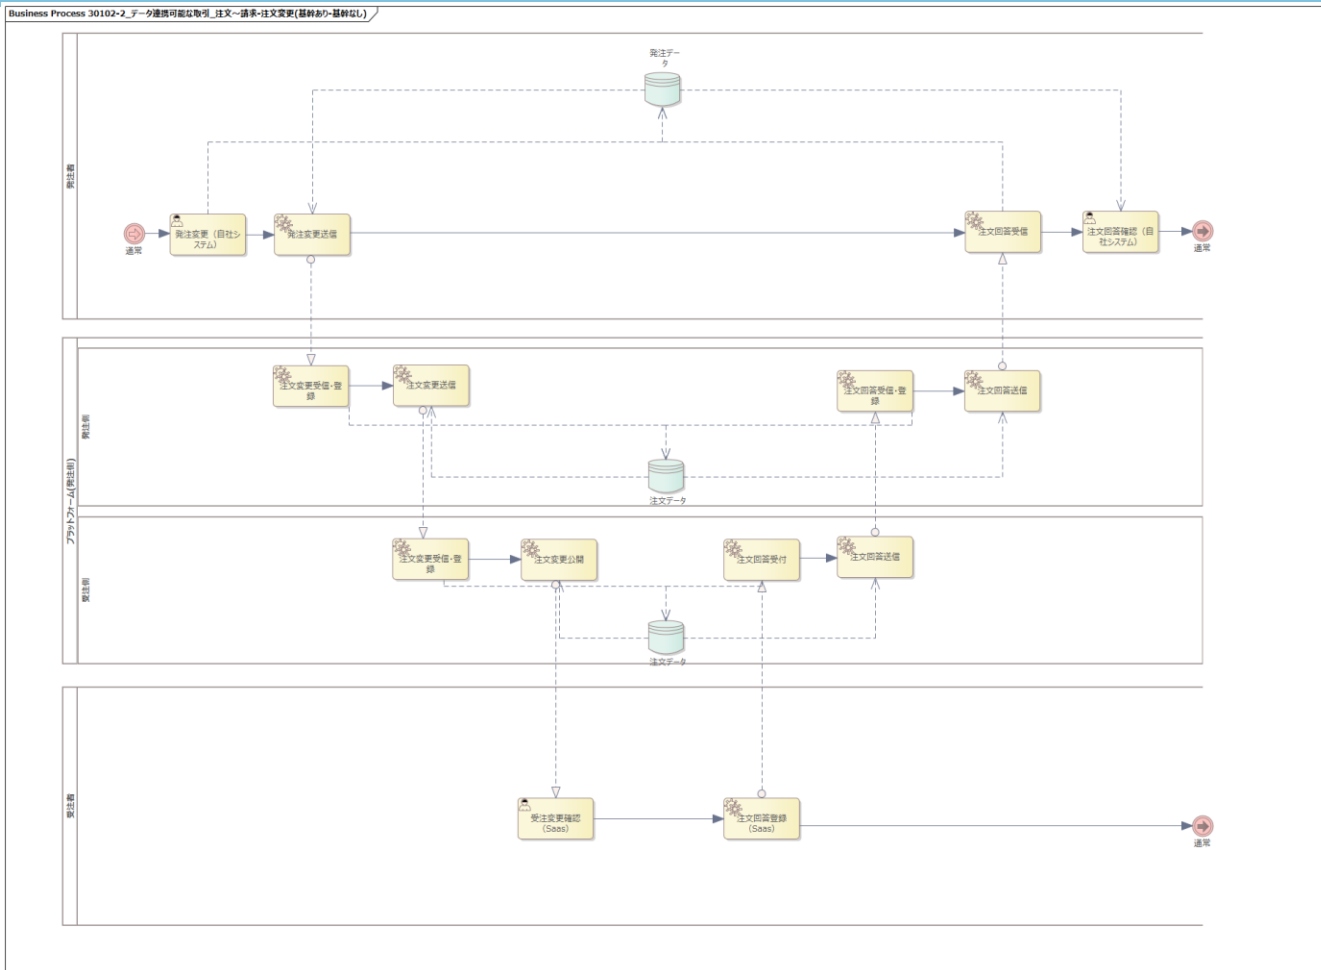 Business Process 30102-2_データ連携可能な取引_注文～請求-注文変更(基幹あり-基幹なし)
発注者
発注デー
タ
通常
発注変更（自社シ
ステム）
発注変更送信
注文回答受信
注文回答確認（自
社システム）
通常
プラットフォーム(発注側)
発注側
注文変更受信・登
録
注文変更送信
注文回答受信・登
録
注文回答送信
注文データ
受注側
注文変更受信・登
録
注文変更公開
注文回答受付
注文回答送信
注文データ
受注者
受注変更確認
（Saas）
注文回答登録
（Saas）
通常